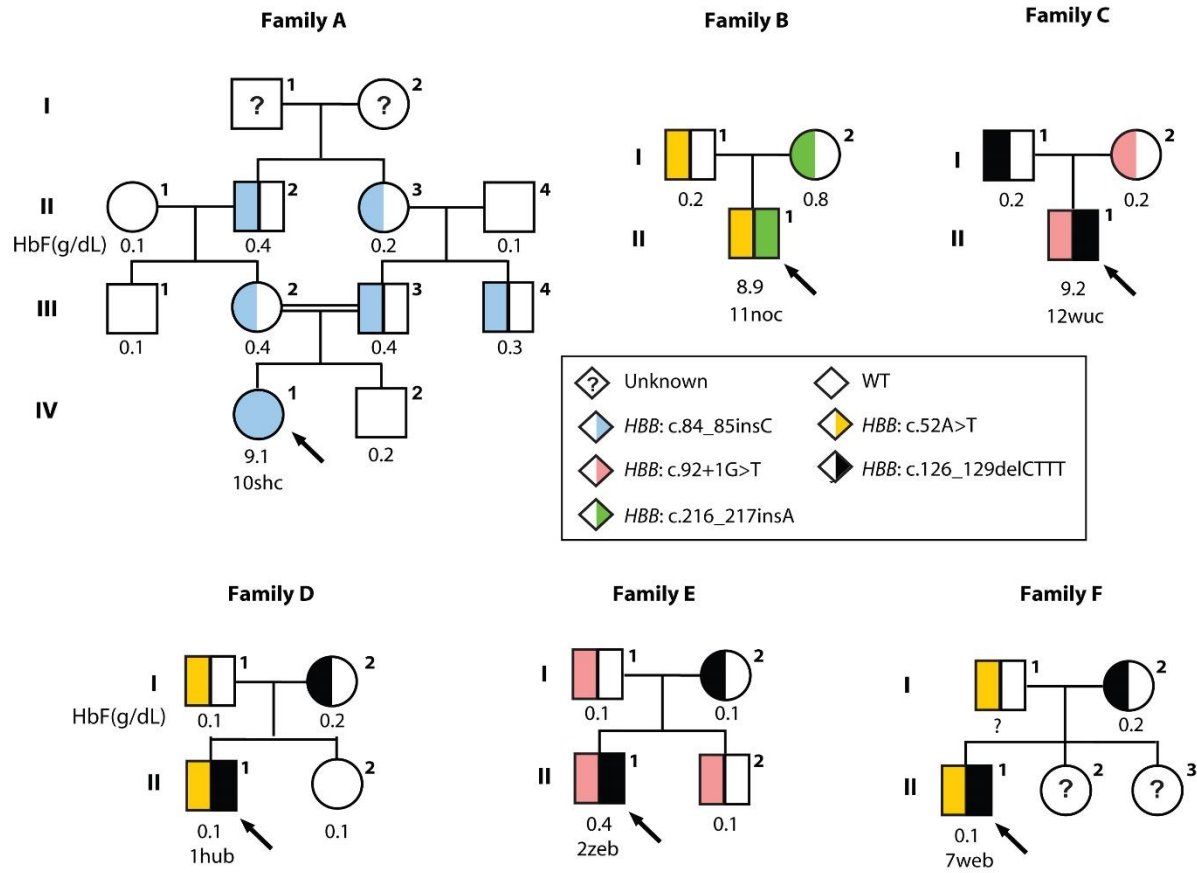 Family A
Family B
Family C
I
? 1
? 2
II
HbF(g/dL)
1
0.1
2
0.4
3
0.2
4
0.1
III
1
0.1
2
0.4
3
0.4
4
0.3
IV
1
9.1
10shc
2
0.2
I
1
0.2
2
0.8
II
1
8.9
11noc
I
1
0.2
2
0.2
II
1
9.2
12wuc
? Unknown
WT
HBB: c.84_85insC
HBB: c.52A>T
HBB: c.92+1G>T
HBB: c.126_129delCTTT
HBB: c.216_217insA
Family D
Family E
Family F
I
HbF(g/dL)
1
0.1
2
0.2
II
1
0.1
1hub
2
0.1
I
1
0.1
2
0.1
II
1
0.4
2zeb
2
0.1
I
1
?
2
0.2
II
1
0.1
7web
? 2
? 3